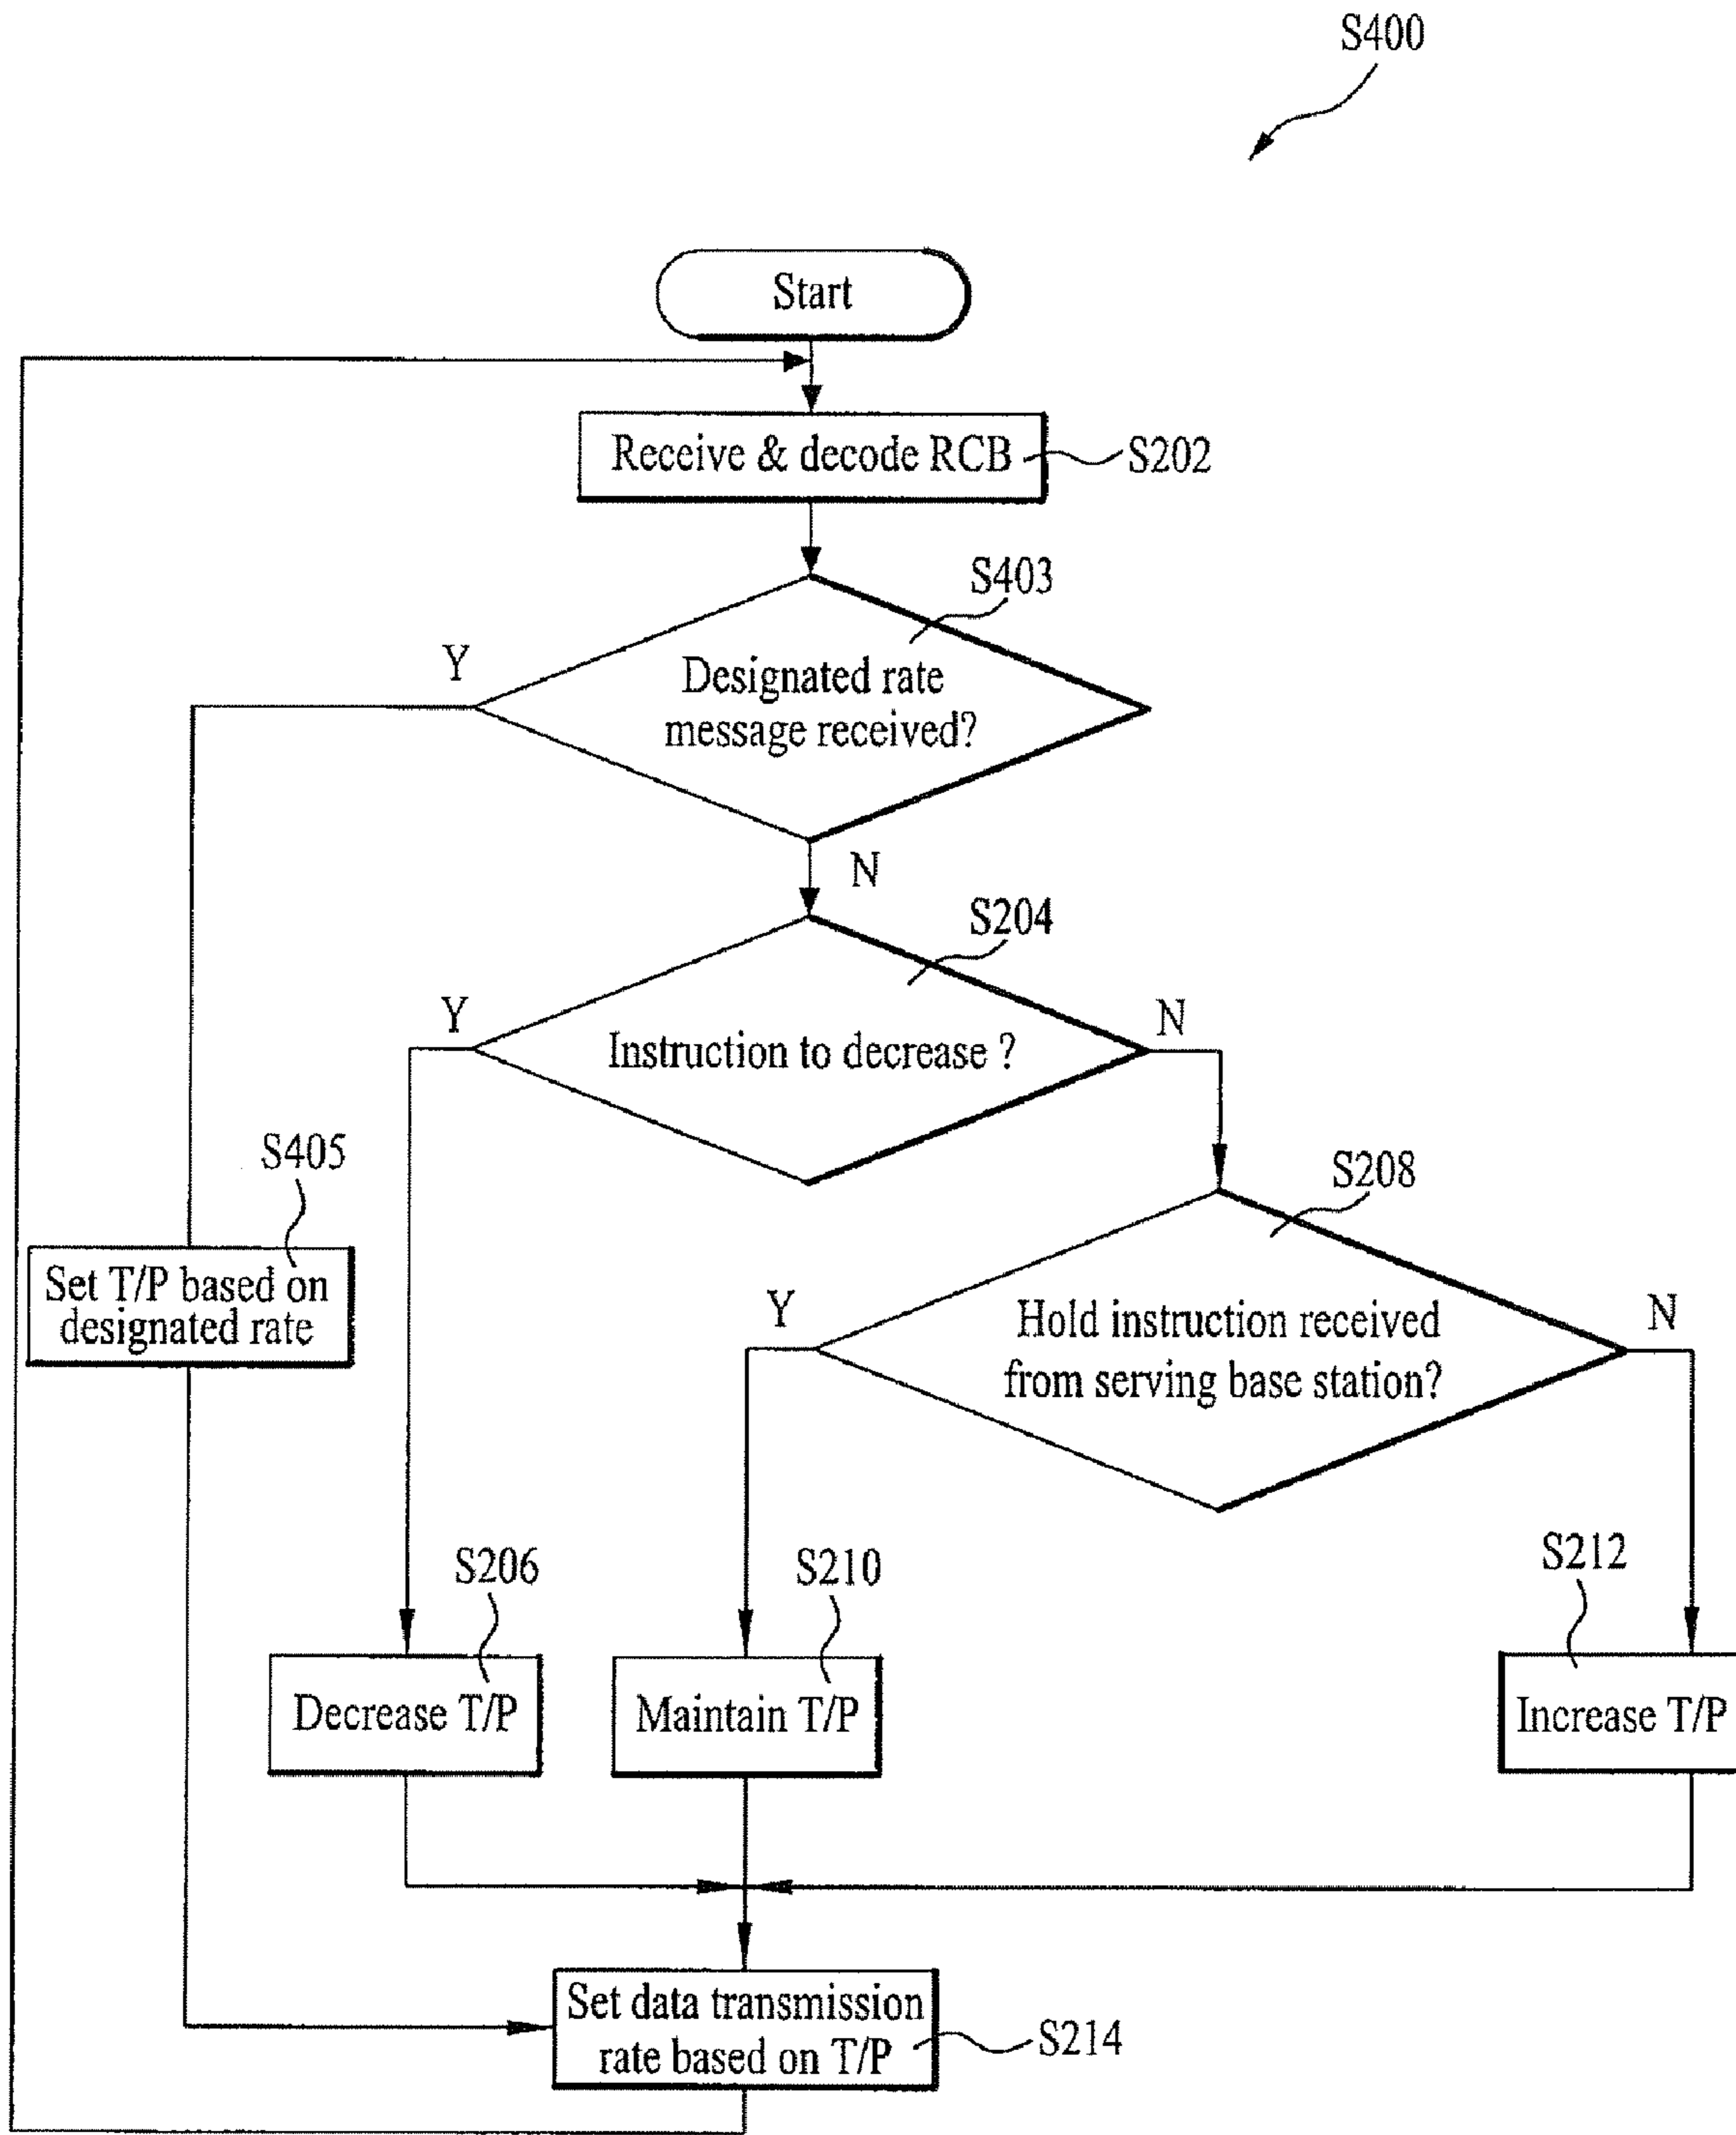 S400
Start
Receive & decode RCB
S202
S403
Y
Designated rate
message received?
N
S204
Y
N
Instruction to decrease ?
S405
S208
Set T/P based on
designated rate
Y
N
Hold instruction received
from serving base station?
S206
S210
S212
Decrease T/P
Maintain T/P
Increase T/P
Set data transmission
rate based on T/P
S214